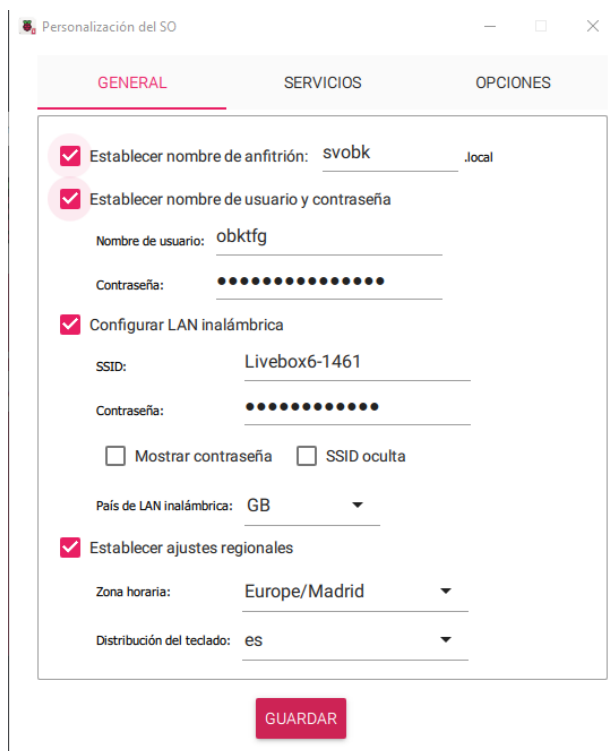 Personalización del SO
GENERAL SERVICIOS OPCIONES
Establecer nombre de anfitrión: svobk .local
Establecer nombre de usuario y contraseña
Nombre de usuario: obktfg
Contraseña: ●●●●●●●●●●●●●●●
Configurar LAN inalámbrica
SSID: Livebox6-1461
Contraseña: ●●●●●●●●●●●●
Mostrar contraseña SSID oculta
País de LAN inalámbrica: GB
Establecer ajustes regionales
Zona horaria: Europe/Madrid
Distribución del teclado: es
GUARDAR